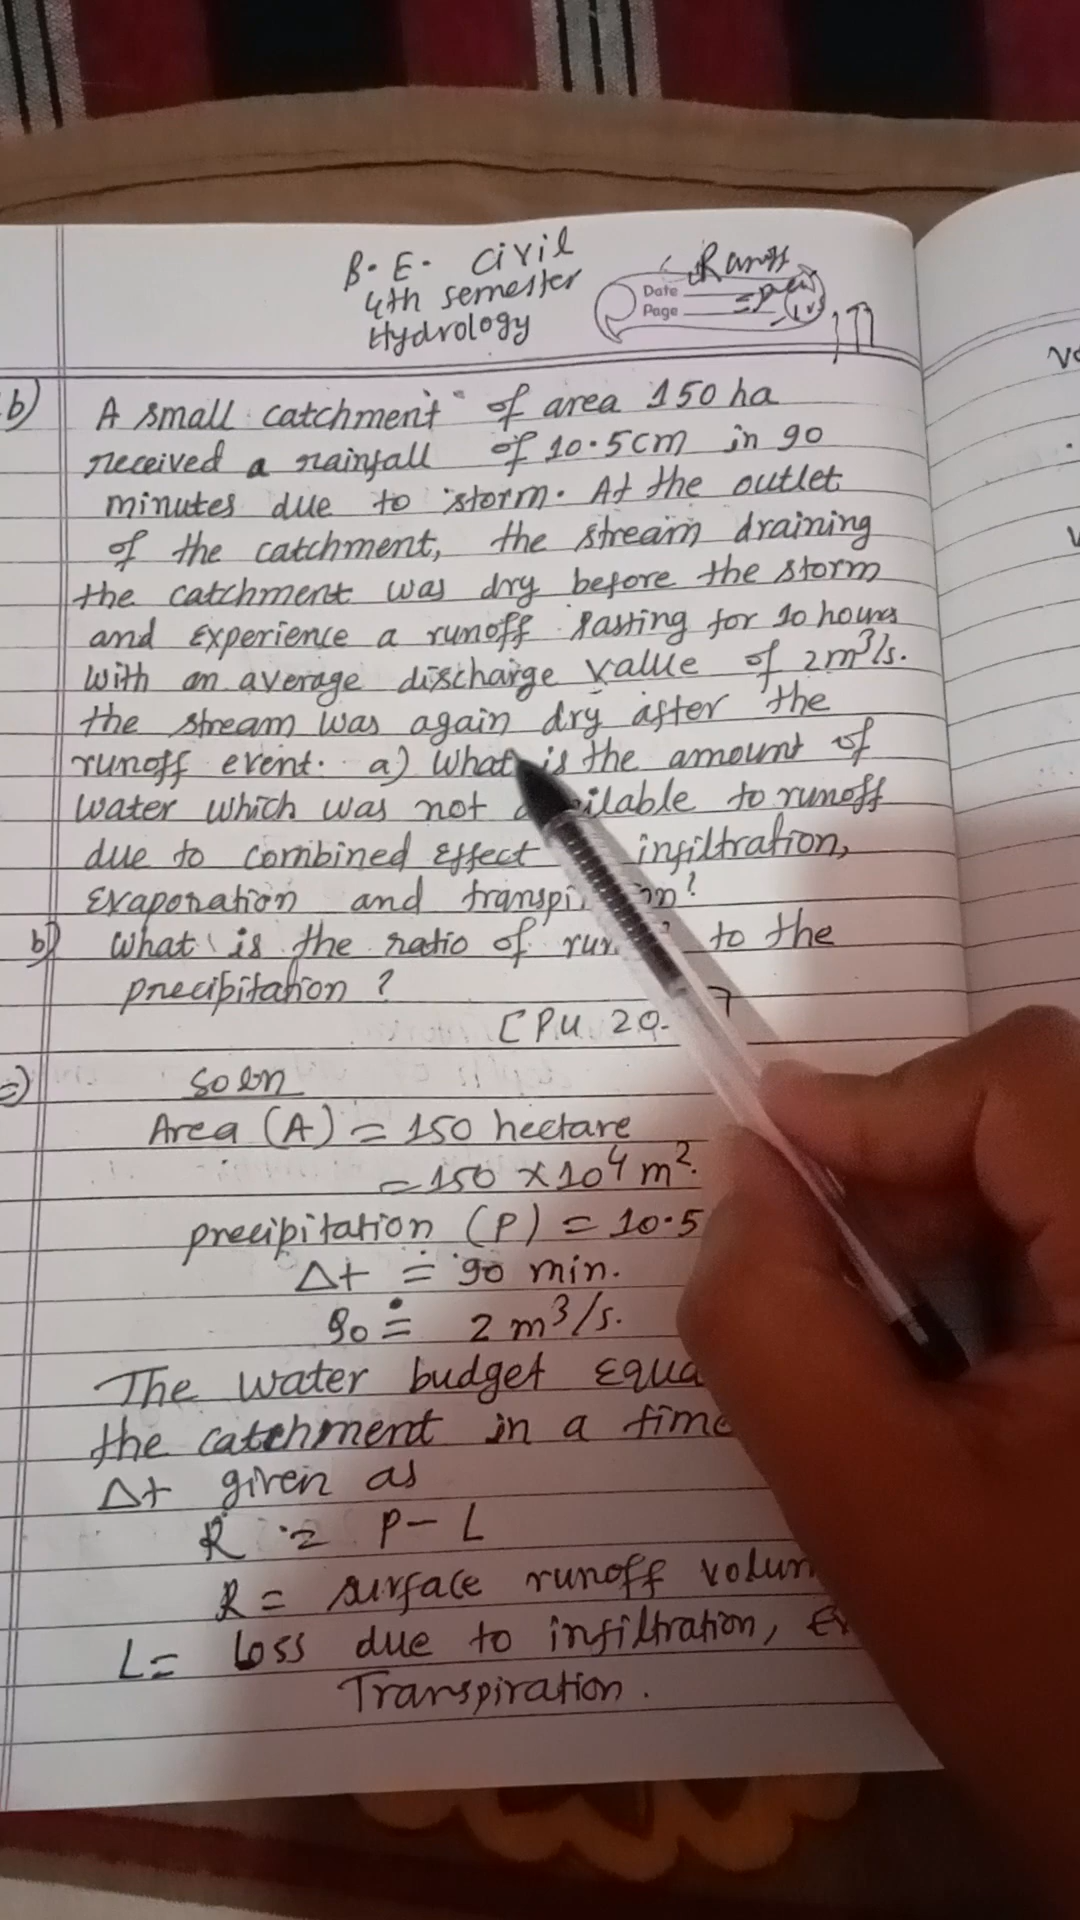 B.E. Civil
4th semester
Hydrology
Date
Page
b) A small catchment of area 150 ha
received a rainfall of 10.5cm in 90
minutes due to storm. At the outlet
of the catchment, the stream draining
the catchment was dry before the storm
and Experience a runoff lasting for 10 hours
with an average discharge value of 2m³/s.
the stream was again dry after the
runoff event. a) What is the amount of
water which was not to runoff
due to combined Effect infiltration,
Evaporation and
b) What is the ratio of to the
precipitation ?
[PU 20
Soln
Area (A) = 150 hectare
= 150 × 10⁴ m².
precipitation (P) = 10.5
Δt = 90 min.
= 2 m³/s.
The water budget
the catchment in a time
Δt given as
R = P - L
R = surface runoff
L = Loss due to infiltration,
Transpiration.